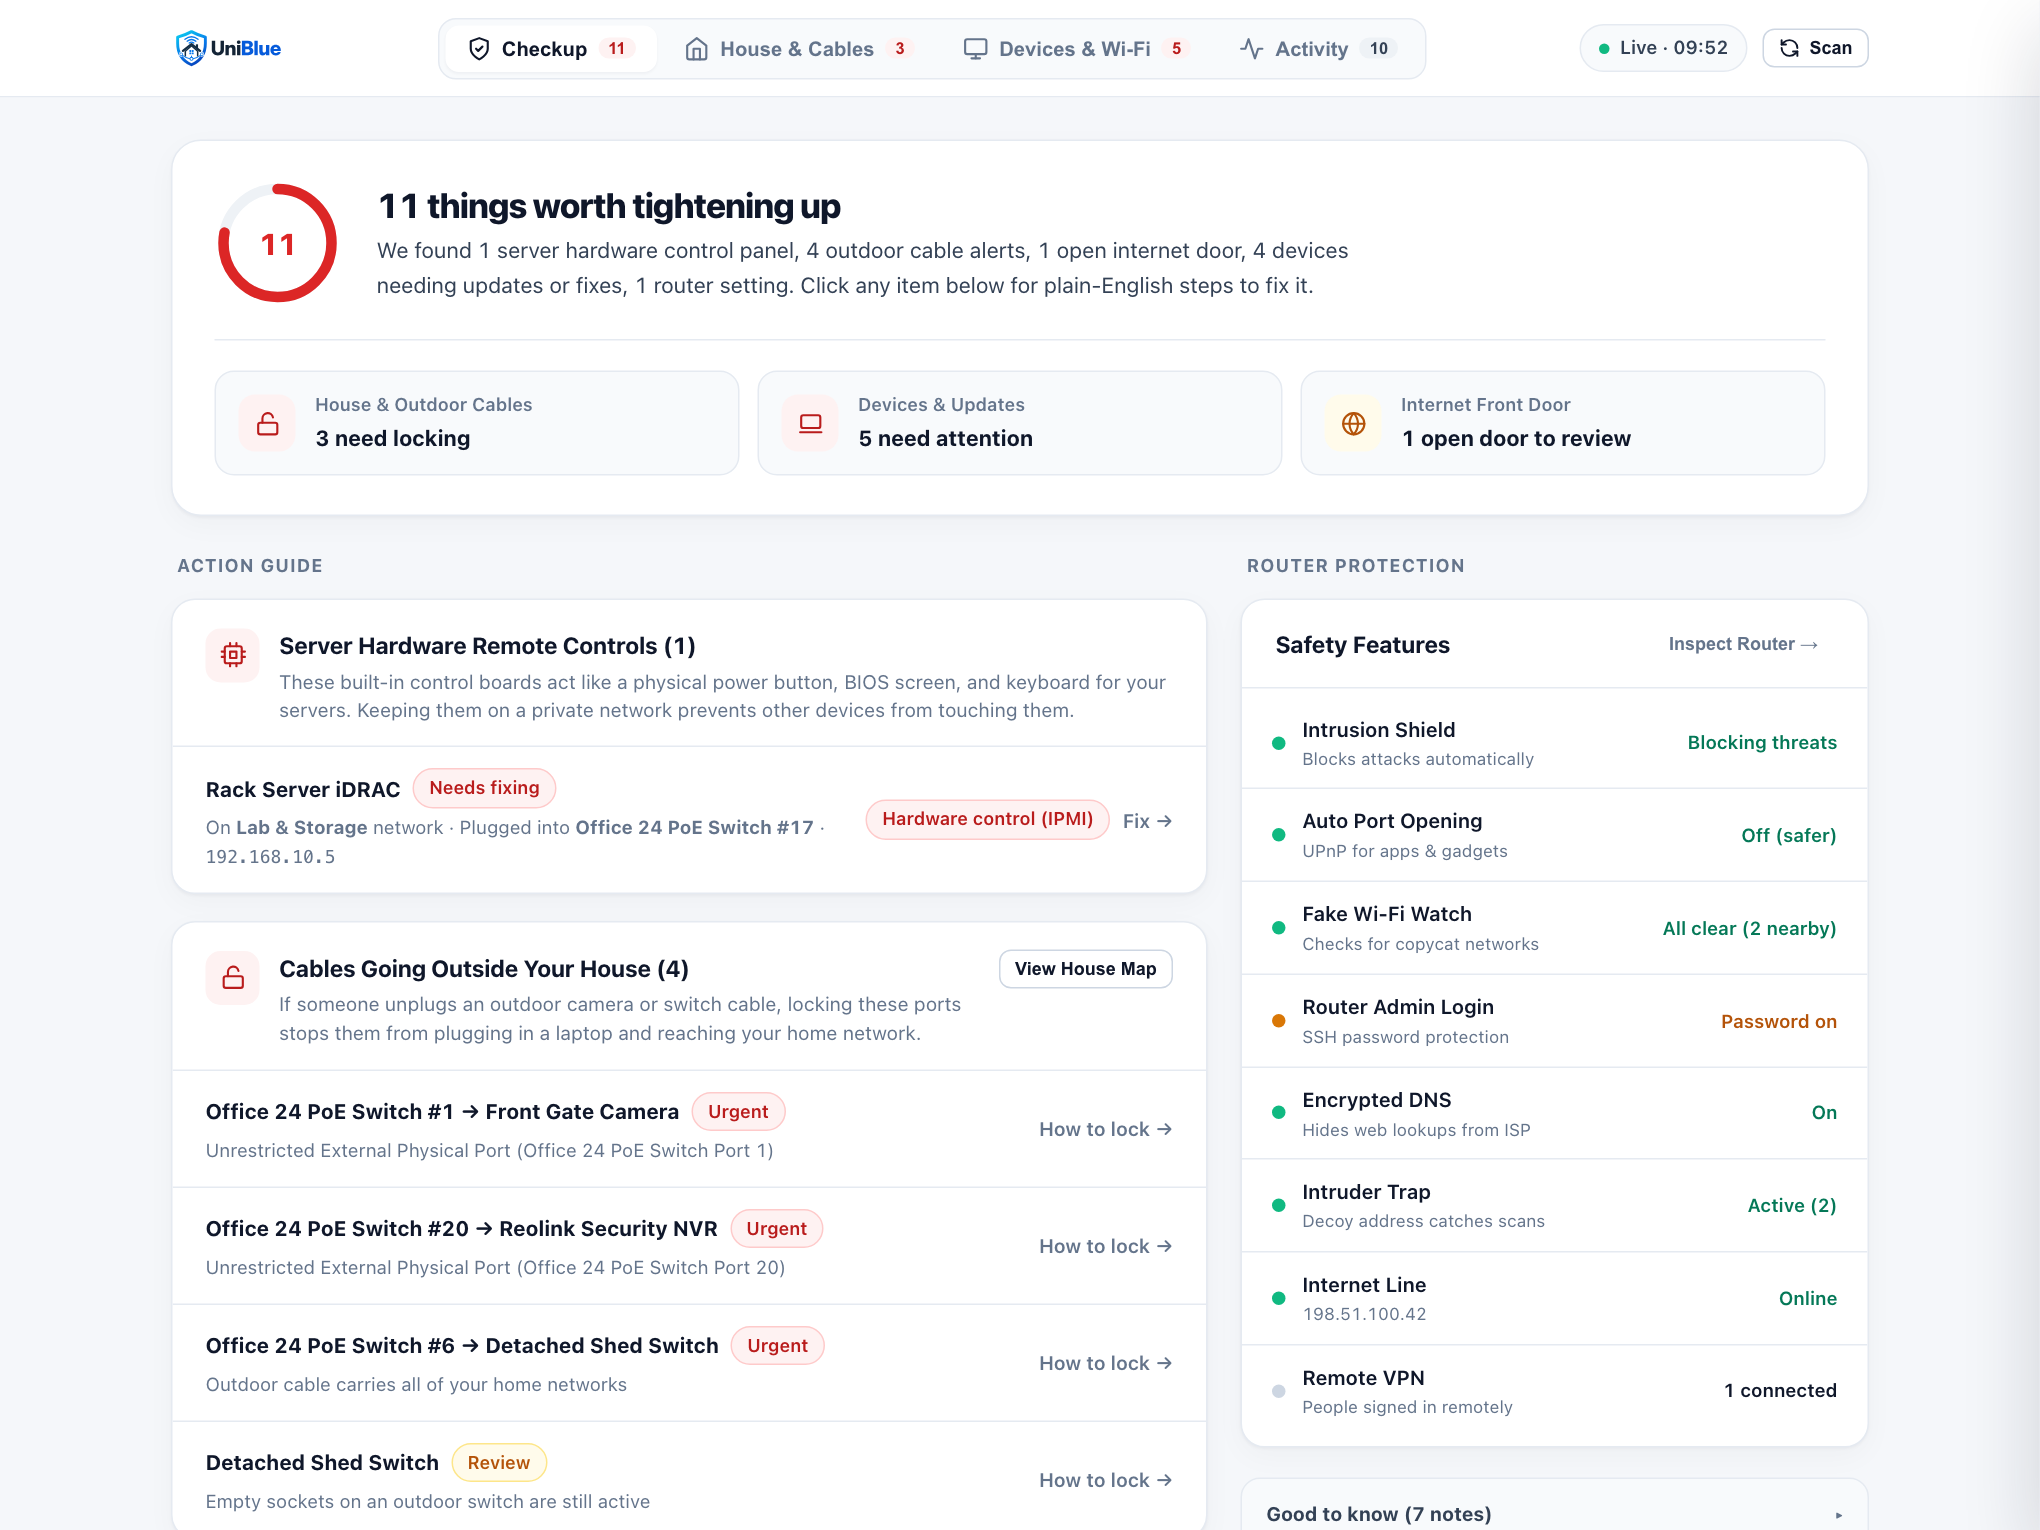 UniBlue
Checkup 11
House & Cables 3
Devices & Wi-Fi 5
Activity 10
Live · 09:52
Scan
11
11 things worth tightening up
We found 1 server hardware control panel, 4 outdoor cable alerts, 1 open internet door, 4 devices
needing updates or fixes, 1 router setting. Click any item below for plain-English steps to fix it.
House & Outdoor Cables
3 need locking
Devices & Updates
5 need attention
Internet Front Door
1 open door to review
ACTION GUIDE
Server Hardware Remote Controls (1)
These built-in control boards act like a physical power button, BIOS screen, and keyboard for your
servers. Keeping them on a private network prevents other devices from touching them.
Rack Server iDRAC Needs fixing
On Lab & Storage network · Plugged into Office 24 PoE Switch #17 ·
192.168.10.5
Hardware control (IPMI) Fix →
Cables Going Outside Your House (4)
View House Map
If someone unplugs an outdoor camera or switch cable, locking these ports
stops them from plugging in a laptop and reaching your home network.
Office 24 PoE Switch #1 → Front Gate Camera Urgent
Unrestricted External Physical Port (Office 24 PoE Switch Port 1)
How to lock →
Office 24 PoE Switch #20 → Reolink Security NVR Urgent
Unrestricted External Physical Port (Office 24 PoE Switch Port 20)
How to lock →
Office 24 PoE Switch #6 → Detached Shed Switch Urgent
Outdoor cable carries all of your home networks
How to lock →
Detached Shed Switch Review
Empty sockets on an outdoor switch are still active
How to lock →
ROUTER PROTECTION
Safety Features
Inspect Router →
Intrusion Shield
Blocks attacks automatically
Blocking threats
Auto Port Opening
UPnP for apps & gadgets
Off (safer)
Fake Wi-Fi Watch
Checks for copycat networks
All clear (2 nearby)
Router Admin Login
SSH password protection
Password on
Encrypted DNS
Hides web lookups from ISP
On
Intruder Trap
Decoy address catches scans
Active (2)
Internet Line
198.51.100.42
Online
Remote VPN
People signed in remotely
1 connected
Good to know (7 notes)